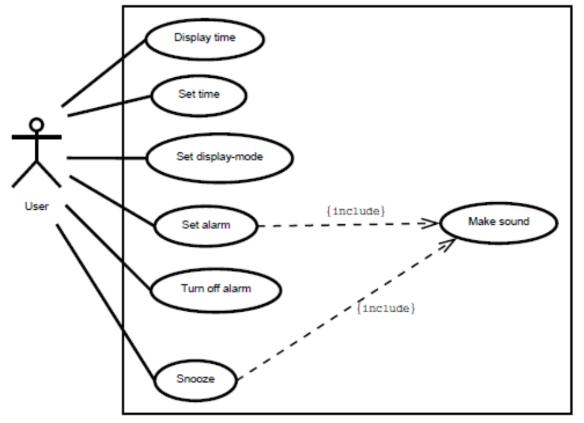 Display time
Set time
Set display-mode
User
Set alarm
{include}
Make sound
Turn off alarm
{include}
Snooze